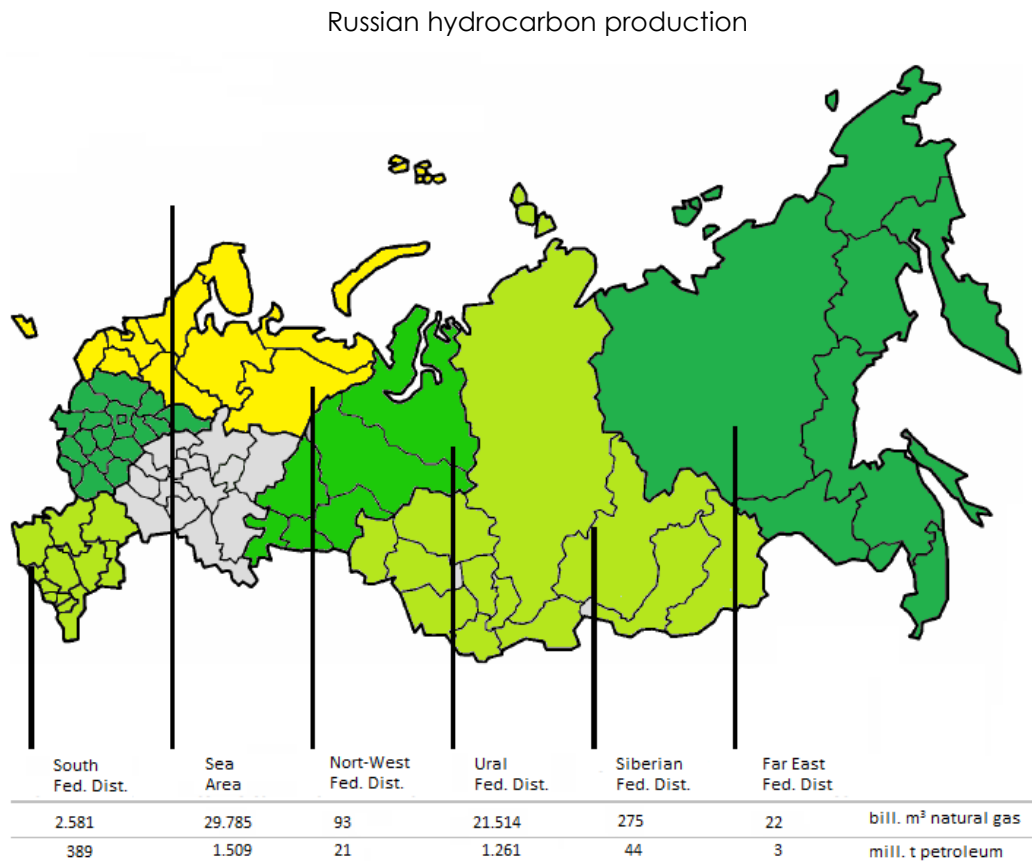 Russian hydrocarbon production
South
Fed. Dist.
Sea
Area
Nort-West
Fed. Dist.
Ural
Fed. Dist.
Siberian
Fed. Dist.
Far East
Fed. Dist
2.581 29.785 93 21.514 275 22 bill. m³ natural gas
389 1.509 21 1.261 44 3 mill. t petroleum